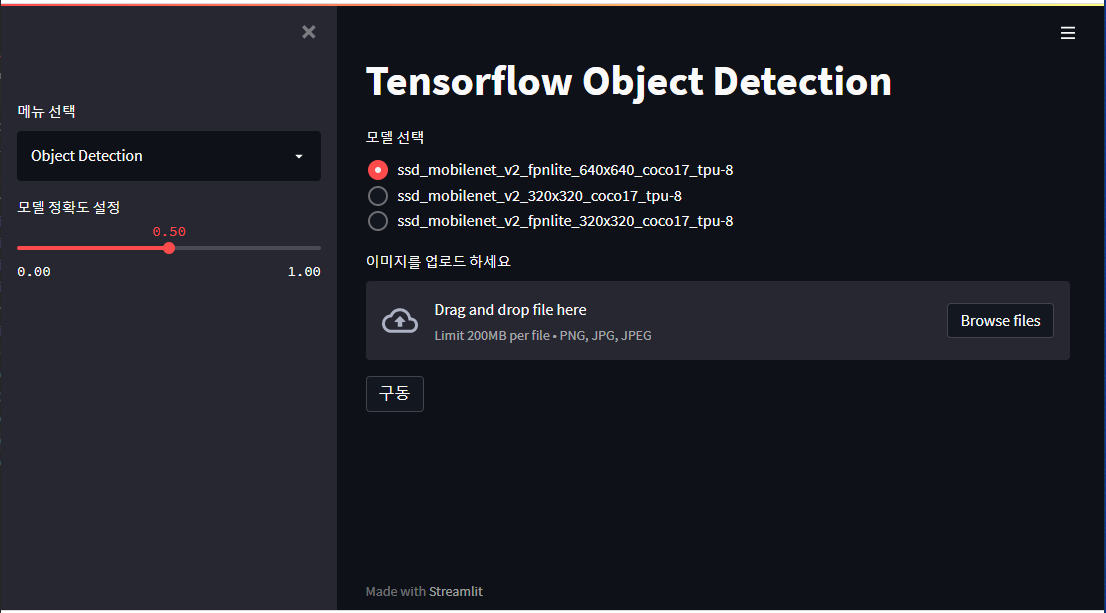 메뉴 선택
Object Detection
모델 정확도 설정
0.50
0.00 1.00
Tensorflow Object Detection
모델 선택
ssd_mobilenet_v2_fpnlite_640x640_coco17_tpu-8
ssd_mobilenet_v2_320x320_coco17_tpu-8
ssd_mobilenet_v2_fpnlite_320x320_coco17_tpu-8
이미지를 업로드 하세요
Drag and drop file here
Limit 200MB per file • PNG, JPG, JPEG
Browse files
구동
Made with Streamlit